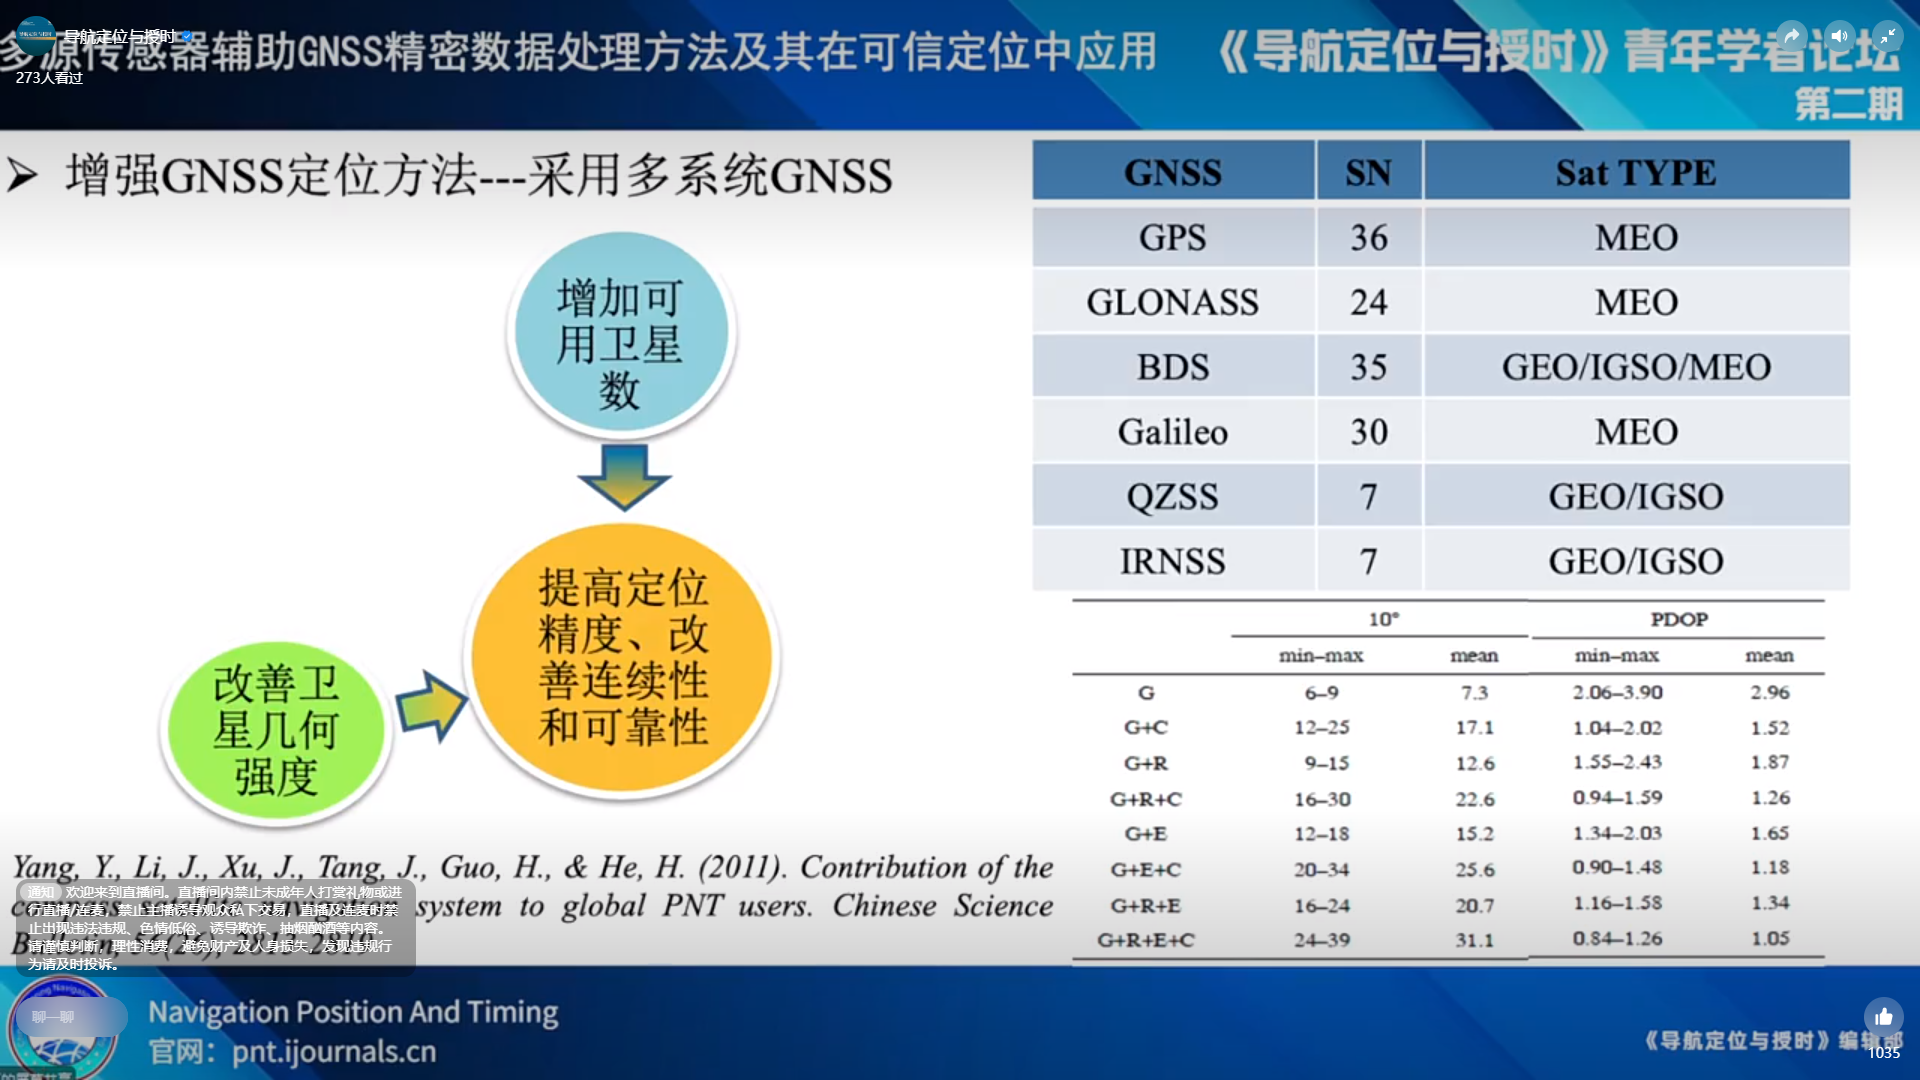 导航定位与授时
多源传感器辅助GNSS精密数据处理方法及其在可信定位中应用
273人看过
《导航定位与授时》青年学者论坛
第二期
增强GNSS定位方法---采用多系统GNSS
增加可
用卫星
数
提高定位
精度、改
善连续性
和可靠性
改善卫
星几何
强度
GNSS SN Sat TYPE
GPS 36 MEO
GLONASS 24 MEO
BDS 35 GEO/IGSO/MEO
Galileo 30 MEO
QZSS 7 GEO/IGSO
IRNSS 7 GEO/IGSO
10° PDOP
min–max mean min–max mean
G 6–9 7.3 2.06–3.90 2.96
G+C 12–25 17.1 1.04–2.02 1.52
G+R 9–15 12.6 1.55–2.43 1.87
G+R+C 16–30 22.6 0.94–1.59 1.26
G+E 12–18 15.2 1.34–2.03 1.65
G+E+C 20–34 25.6 0.90–1.48 1.18
G+R+E 16–24 20.7 1.16–1.58 1.34
G+R+E+C 24–39 31.1 0.84–1.26 1.05
Yang, Y., Li, J., Xu, J., Tang, J., Guo, H., & He, H. (2011). Contribution of the
system to global PNT users. Chinese Science
通知 欢迎来到直播间。直播间内禁止未成年人打赏礼物或进
行直播/连麦，禁止主播诱导观众私下交易，直播及连麦时禁
止出现违法违规、色情低俗、诱导欺诈、抽烟酗酒等内容。
请谨慎判断，理性消费，避免财产及人身损失，发现违规行
为请及时投诉。
聊一聊
Navigation Position And Timing
官网：pnt.ijournals.cn
《导航定位与授时》编辑部
1035